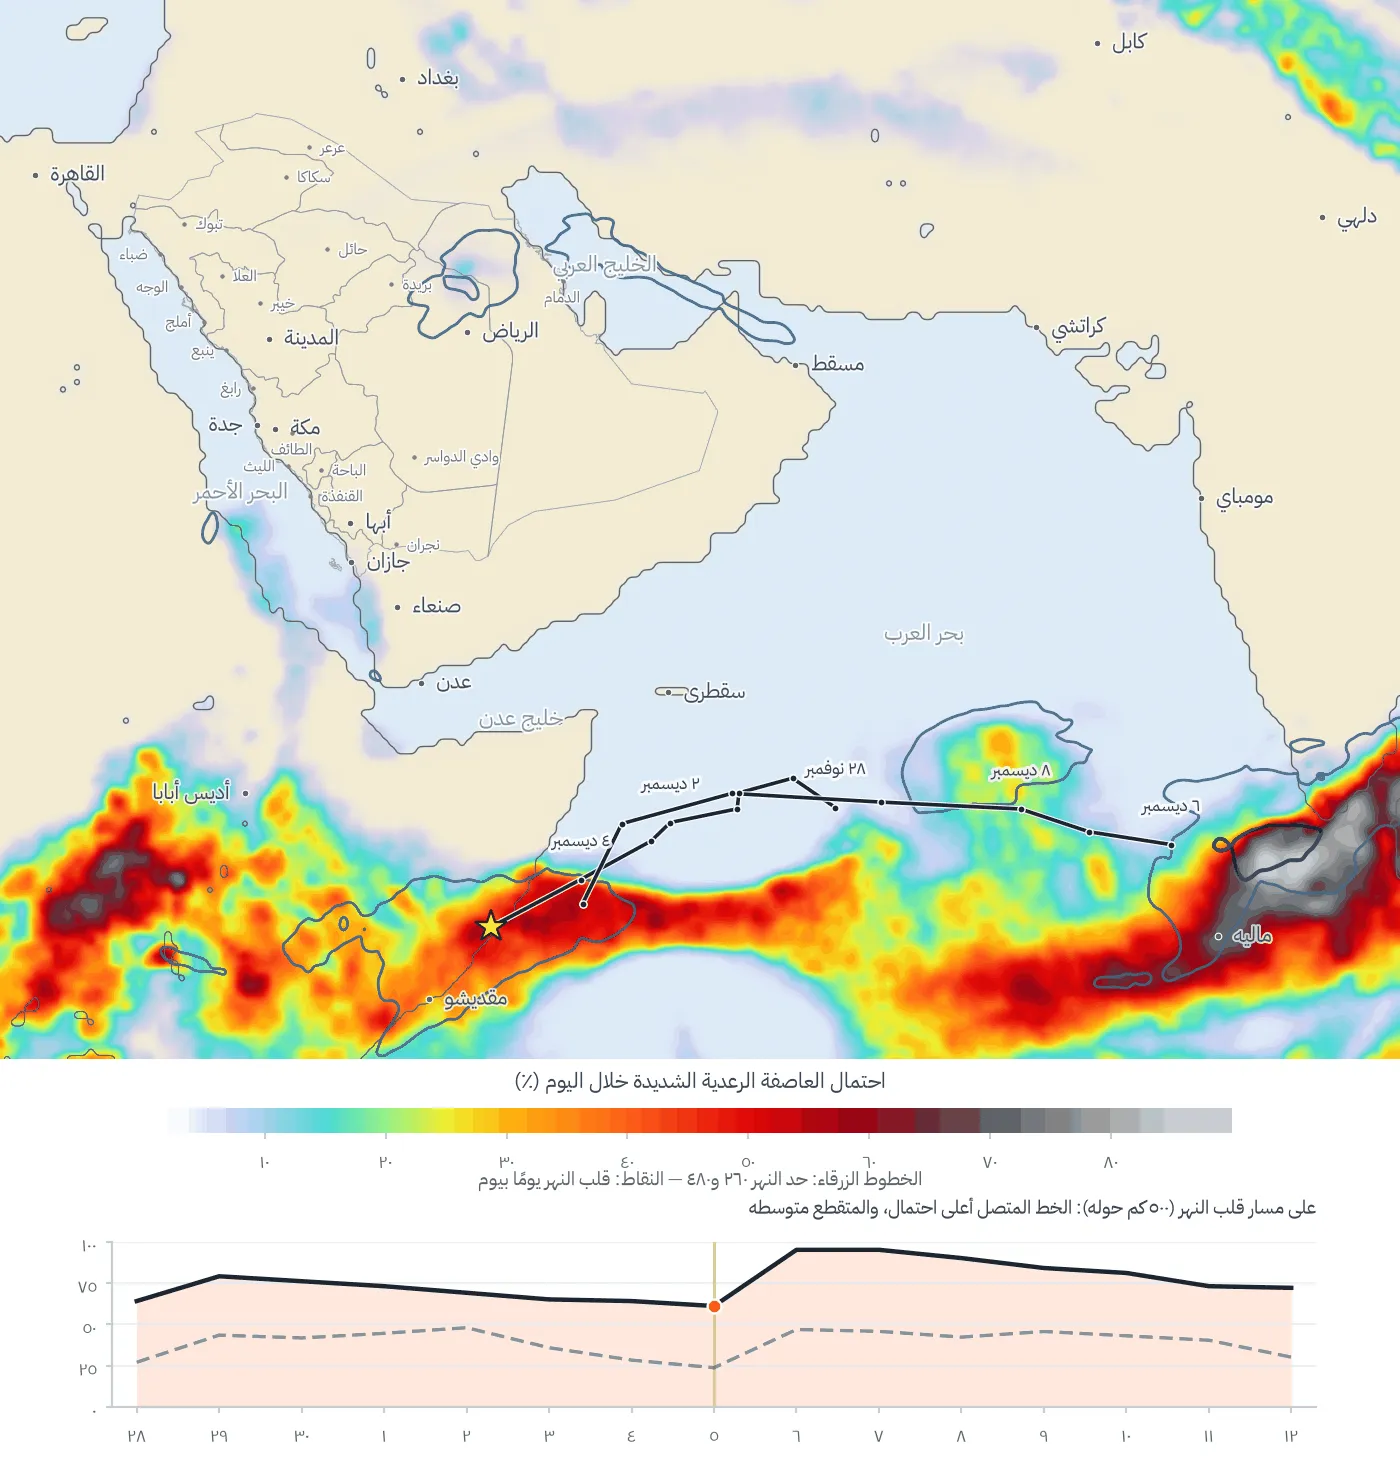 كابل
بغداد
عرعر
القاهرة
سكاكا
دلهي
تبوك
حائل
ضباء
الخليج العربي
العلا
بريدة
الوجه
الدمام
خيبر
أملج
كراتشي
الرياض
المدينة
ينبع
مسقط
رابغ
جدة
مكة
الطائف
وادي الدواسر
الليث
الباحة
البحر الأحمر
القنفذة
مومباي
أبها
نجران
جازان
صنعاء
بحر العرب
عدن
سقطرى
خليج عدن
٢٨ نوفمبر
٨ ديسمبر
٢ ديسمبر
أديس أبابا
٦ ديسمبر
٤ ديسمبر
ماليه
مقديشو
احتمال العاصفة الرعدية الشديدة خلال اليوم (٪)
١٠ ٢٠ ٣٠ ٤٠ ٥٠ ٦٠ ٧٠ ٨٠
الخطوط الزرقاء: حد النهر ٢٦٠ و٤٨٠ — النقاط: قلب النهر يومًا بيوم
على مسار قلب النهر (٥٠٠ كم حوله): الخط المتصل أعلى احتمال، والمتقطع متوسطه
١٠٠
٧٥
٥٠
٢٥
٠
٢٨ ٢٩ ٣٠ ١ ٢ ٣ ٤ ٥ ٦ ٧ ٨ ٩ ١٠ ١١ ١٢